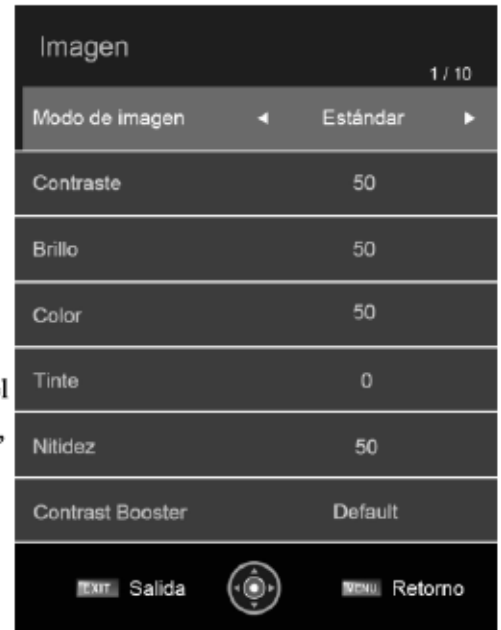 Imagen
1 / 10
Modo de imagen ◄ Estándar ►
Contraste 50
Brillo 50
Color 50
Tinte 0
Nitidez 50
Contrast Booster Default
EXIT Salida MENU Retorno
l
,